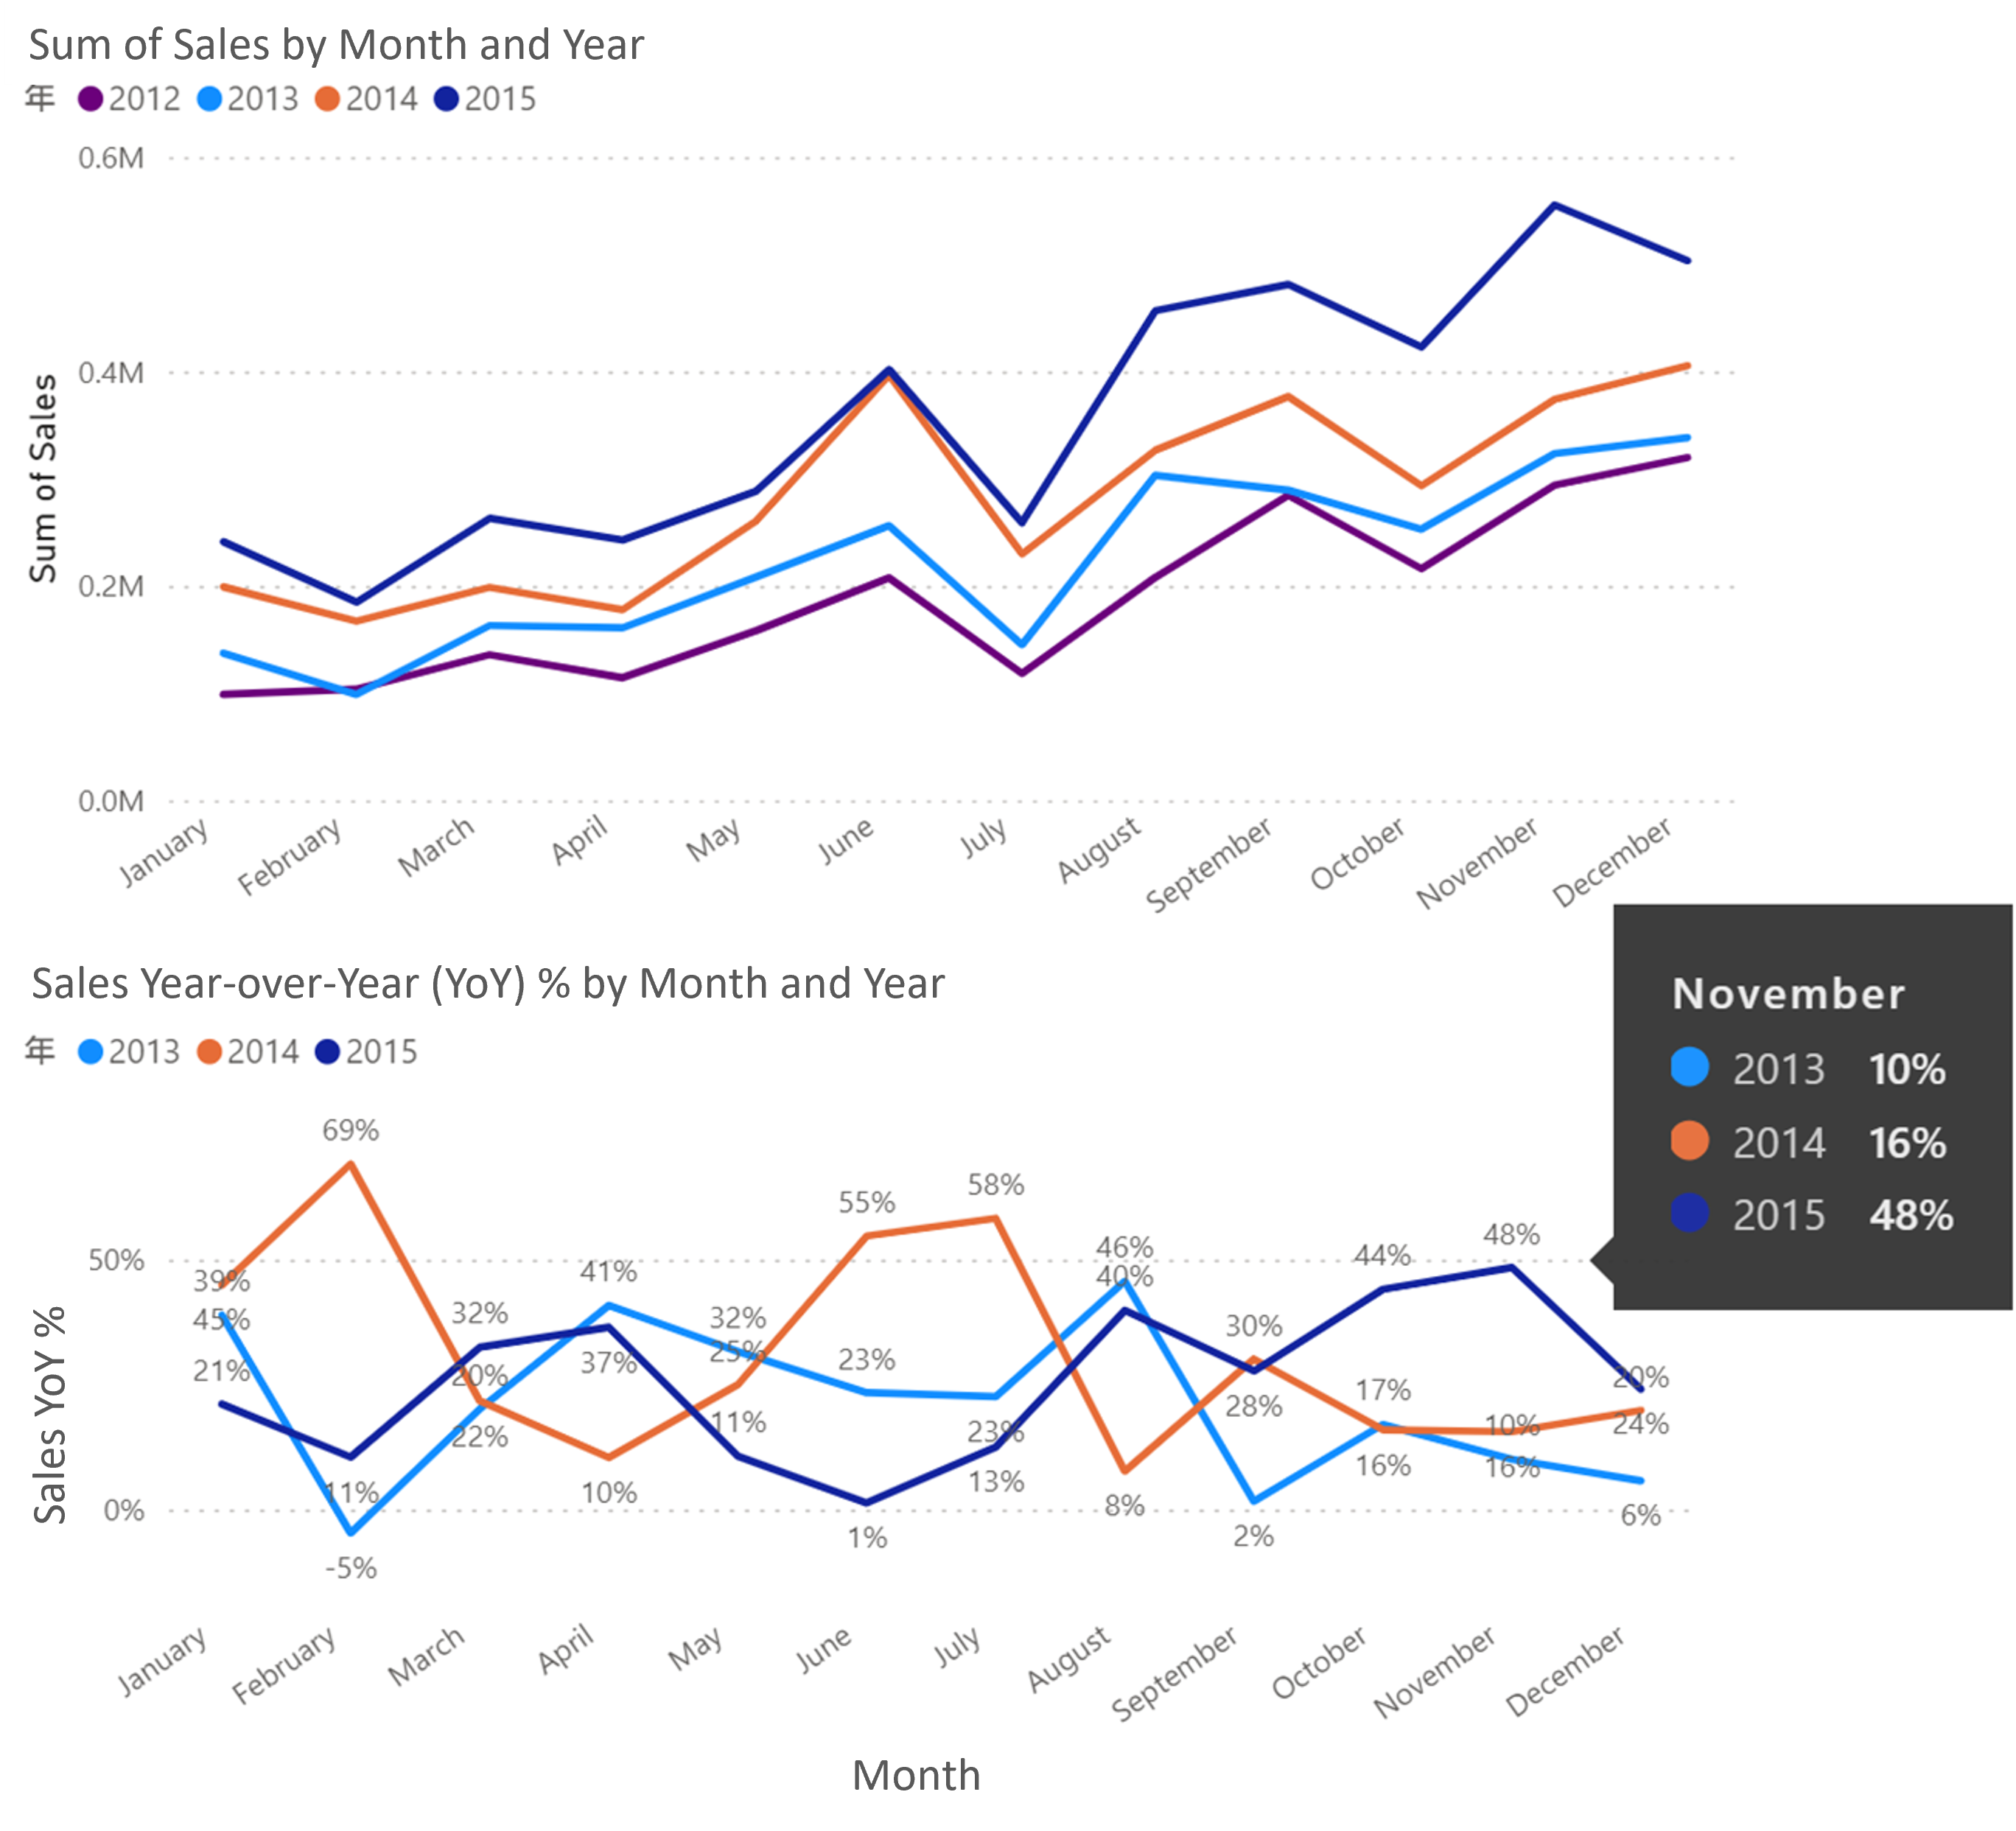 Sum of Sales by Month and Year
年 2012 2013 2014 2015
0.6M
0.4M
0.2M
0.0M
Sum of Sales
January February March April May June July August September October November December
Sales Year-over-Year (YoY) % by Month and Year
年 2013 2014 2015
November
2013 10%
2014 16%
2015 48%
50%
0%
Sales YoY %
39% 45% 21%
69% 11% -5%
32% 20% 22%
41% 37% 10%
32% 25% 11%
55% 23% 1%
58% 23% 13%
46% 40% 8%
30% 28% 2%
44% 17% 16%
48% 10% 16%
20% 24% 6%
January February March April May June July August September October November December
Month